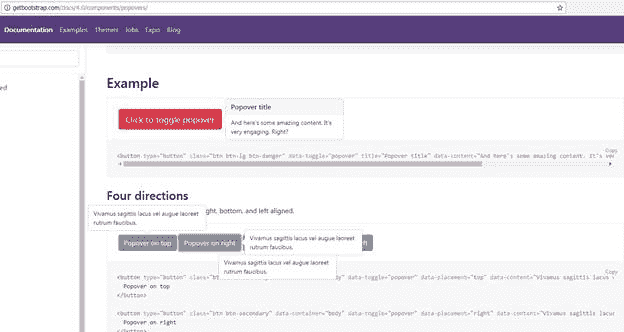 getbootstrap.com/docs/4.0/components/popovers/
Documentation Examples Themes Jobs Expo Blog
Example
Click to toggle popover
Popover title
And here's some amazing content. It's
very engaging. Right?
Copy
<button type="button" class="btn btn-lg btn-danger" data-toggle="popover" title="Popover title" data-content="And here's some amazing content. It's ve
Four directions
ght, bottom, and left aligned.
Vivamus sagittis lacus vel augue laoreet
rutrum faucibus.
Popover on top Popover on right
Vivamus sagittis lacus vel augue laoreet
rutrum faucibus.
Vivamus sagittis lacus vel augue laoreet
rutrum faucibus.
Copy
<button type="button" class="btn btn-secondary" data-container="body" data-toggle="popover" data-placement="top" data-content="Vivamus sagittis lacus
Popover on top
</button>
<button type="button" class="btn btn-secondary" data-container="body" data-toggle="popover" data-placement="right" data-content="Vivamus sagittis
Popover on right
</button>